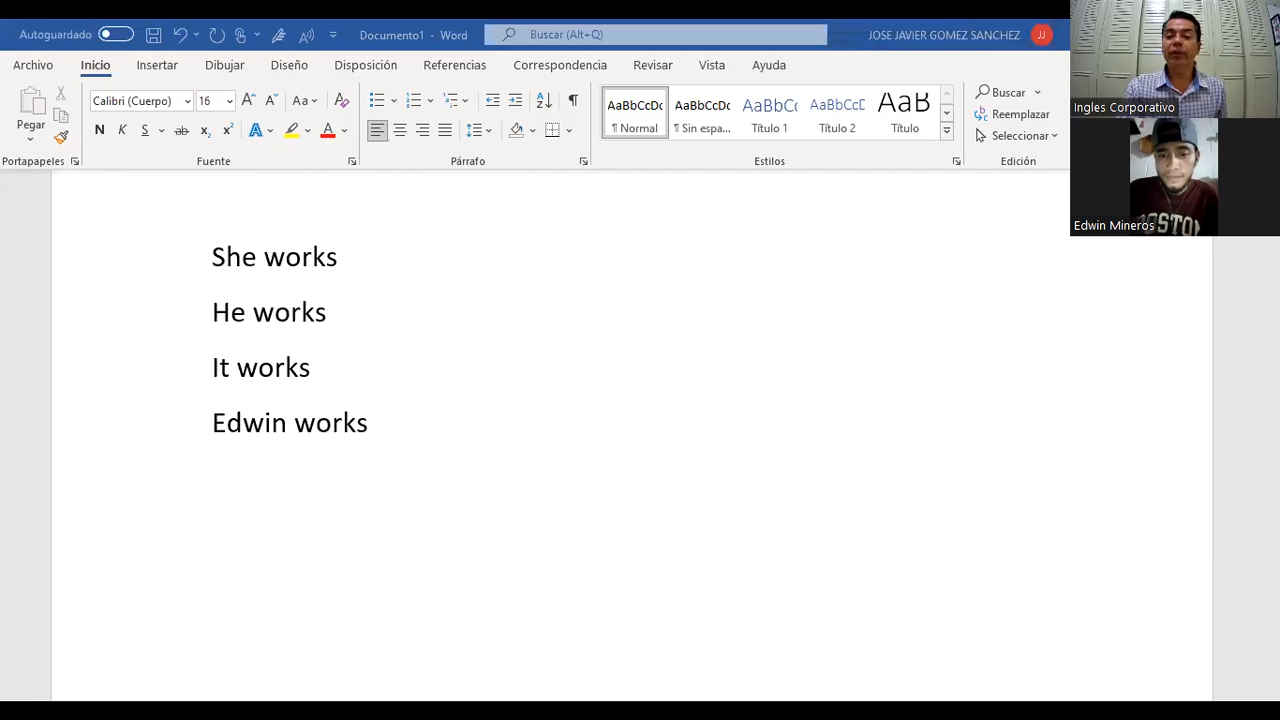 Autoguardado Documento1 - Word Buscar (Alt+Q) JOSE JAVIER GOMEZ SANCHEZ JJ
Archivo Inicio Insertar Dibujar Diseño Disposición Referencias Correspondencia Revisar Vista Ayuda
Pegar
Portapapeles
Calibri (Cuerpo) 16
Fuente
Párrafo
AaBbCcDc AaBbCcDc AaBbCc AaBbCcD AaB
¶ Normal ¶ Sin espa... Título 1 Título 2 Título
Estilos
Buscar
Reemplazar
Seleccionar
Edición
Ingles Corporativo
Edwin Mineros
BOSTON
She works
He works
It works
Edwin works